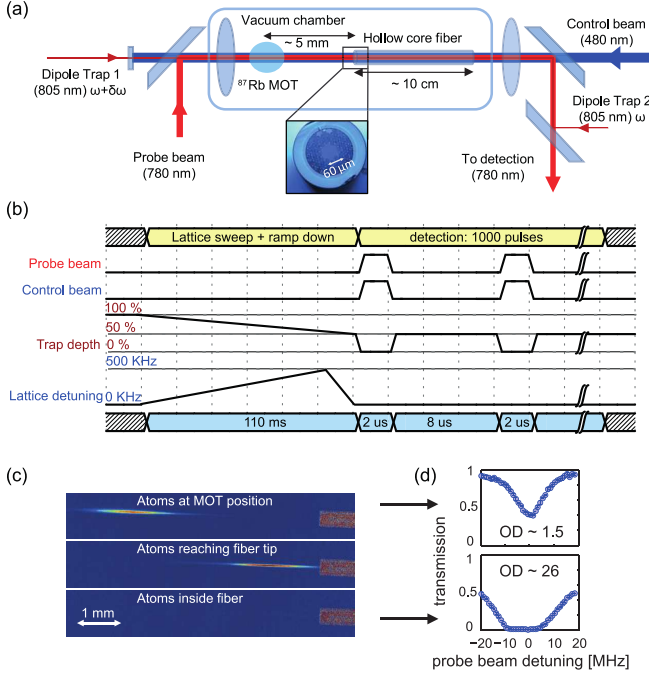 (a)
Vacuum chamber
~ 5 mm
Hollow core fiber
Control beam
(480 nm)
Dipole Trap 1
(805 nm) ω+δω
⁸⁷Rb MOT
~ 10 cm
Dipole Trap 2
(805 nm) ω
Probe beam
(780 nm)
60 μm
To detection
(780 nm)
(b)
Lattice sweep + ramp down
detection: 1000 pulses
Probe beam
Control beam
100 %
50 %
Trap depth
0 %
500 KHz
Lattice detuning
0 KHz
110 ms
2 us
8 us
2 us
(c)
(d)
Atoms at MOT position
Atoms reaching fiber tip
Atoms inside fiber
1 mm
transmission
1
0.5
0
OD ~ 1.5
1
0.5
0
OD ~ 26
−20
−10
0
10
20
probe beam detuning [MHz]